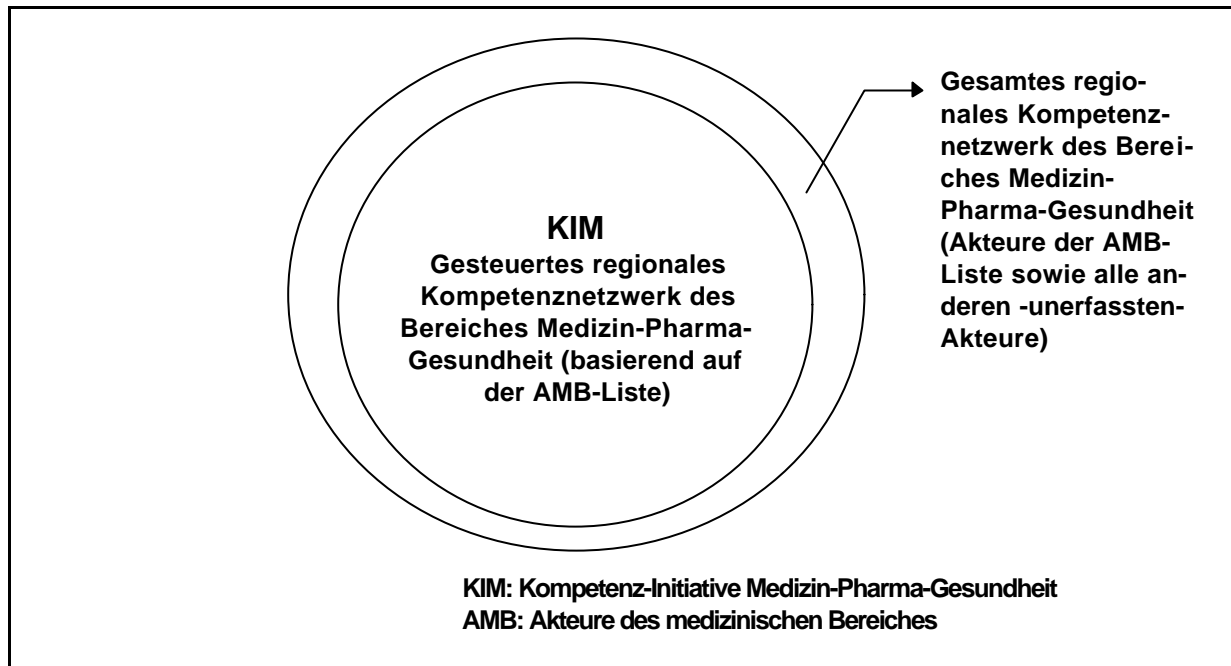 KIM
Gesteuertes regionales
Kompetenznetzwerk des
Bereiches Medizin-Pharma-
Gesundheit (basierend auf
der AMB-Liste)
Gesamtes regio-
nales Kompetenz-
netzwerk des Berei-
ches Medizin-
Pharma-Gesundheit
(Akteure der AMB-
Liste sowie alle an-
deren -unerfassten-
Akteure)
KIM: Kompetenz-Initiative Medizin-Pharma-Gesundheit
AMB: Akteure des medizinischen Bereiches